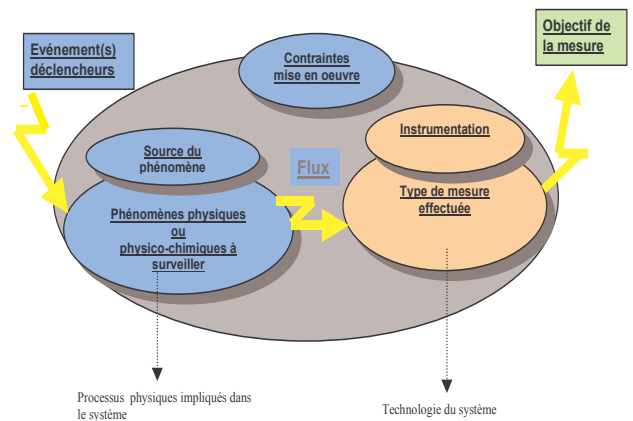 Evénement(s)
déclencheurs
Contraintes
mise en oeuvre
Objectif de
la mesure
Source du
phénomène
Flux
Instrumentation
Phénomènes physiques
ou
physico-chimiques à
surveiller
Type de mesure
effectuée
Processus physiques impliqués dans
le système
Technologie du système